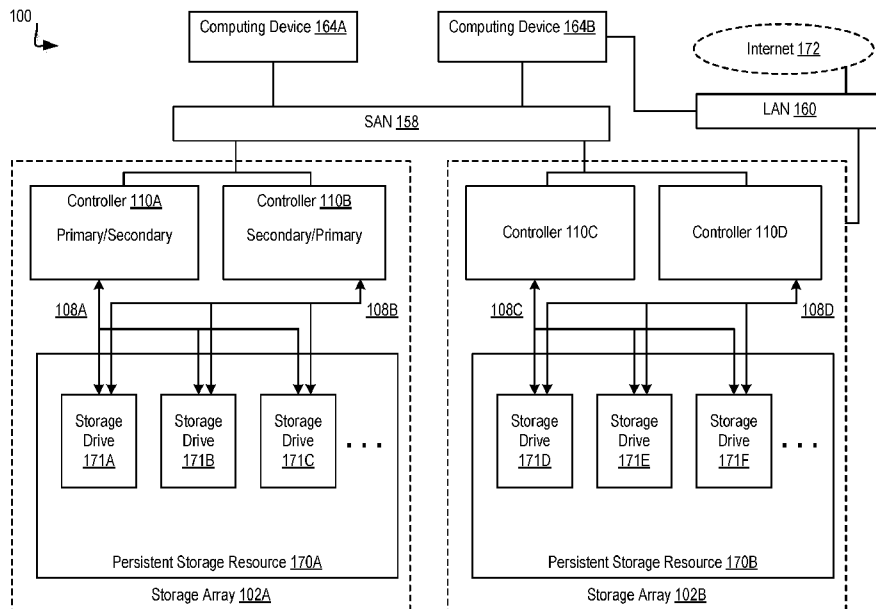 100
Computing Device 164A
Computing Device 164B
Internet 172
LAN 160
SAN 158
Controller 110A
Primary/Secondary
Controller 110B
Secondary/Primary
Controller 110C
Controller 110D
108A
108B
108C
108D
Storage
Drive
171A
Storage
Drive
171B
Storage
Drive
171C
. . .
Storage
Drive
171D
Storage
Drive
171E
Storage
Drive
171F
. . .
Persistent Storage Resource 170A
Persistent Storage Resource 170B
Storage Array 102A
Storage Array 102B